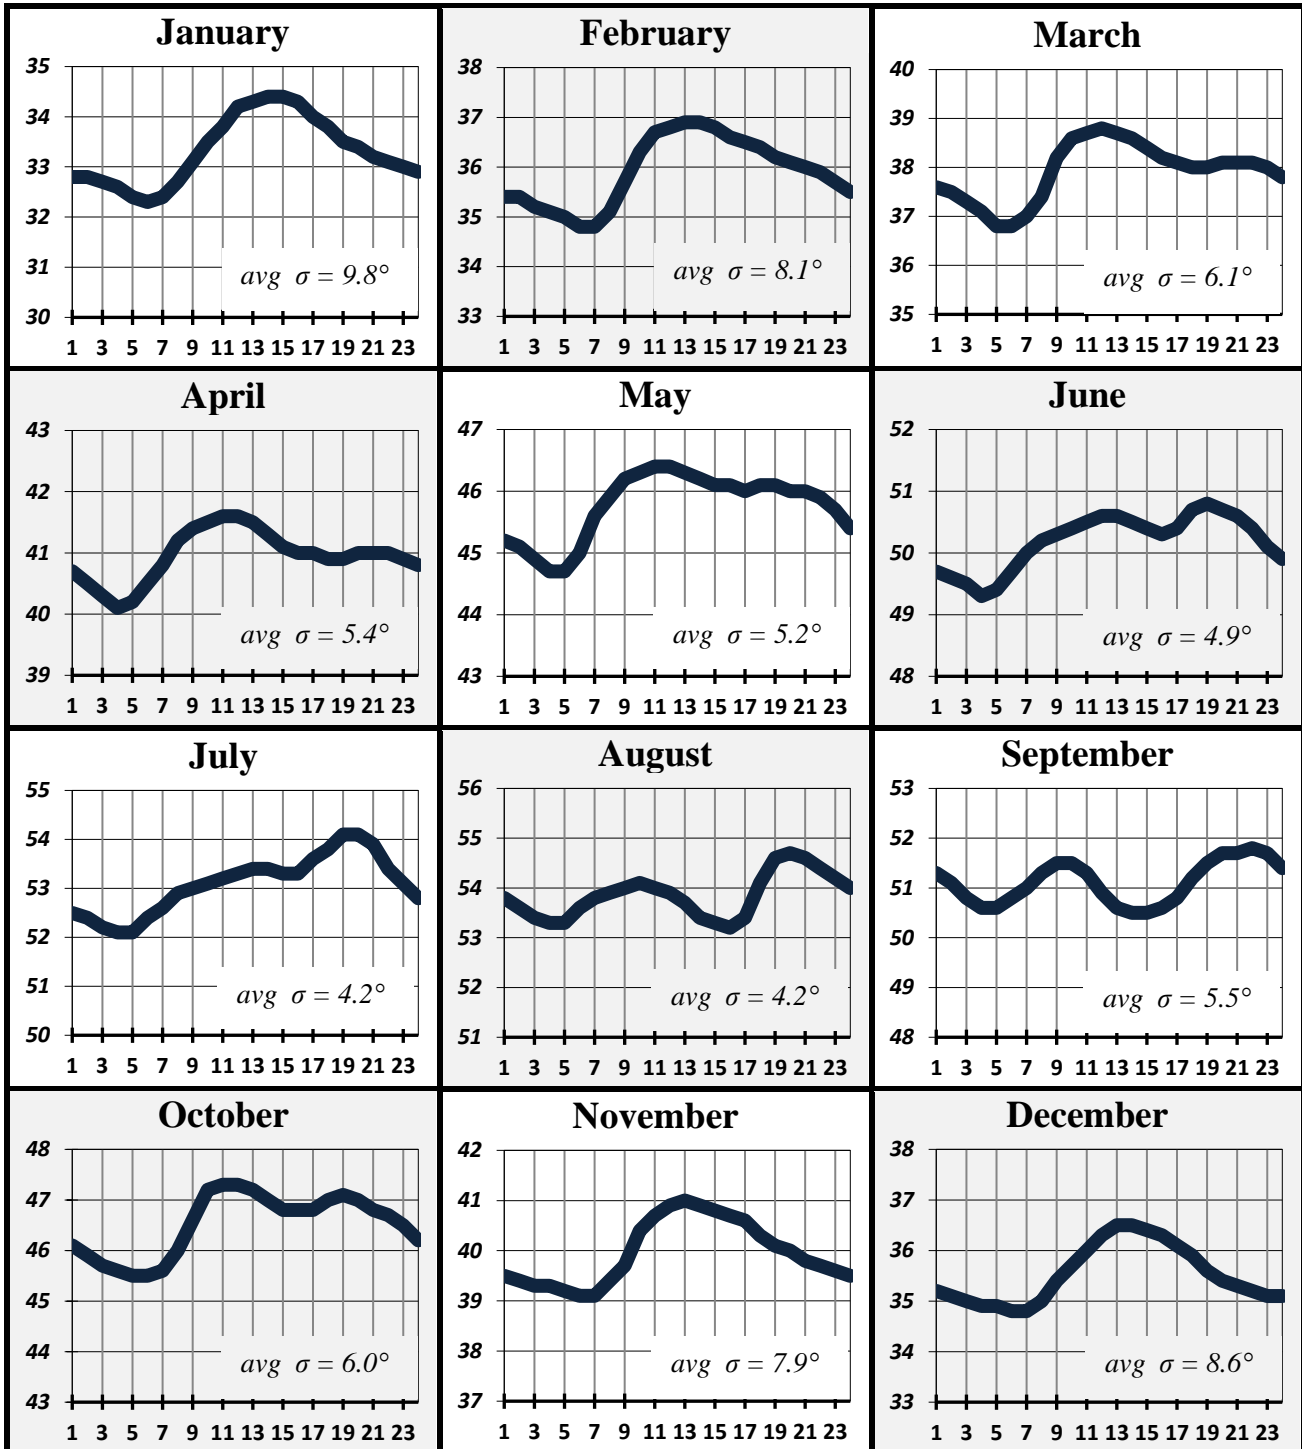 January
35
34
33
32
31
30
avg σ = 9.8°
1 3 5 7 9 11 13 15 17 19 21 23
February
38
37
36
35
34
33
avg σ = 8.1°
1 3 5 7 9 11 13 15 17 19 21 23
March
40
39
38
37
36
35
avg σ = 6.1°
1 3 5 7 9 11 13 15 17 19 21 23
April
43
42
41
40
39
avg σ = 5.4°
1 3 5 7 9 11 13 15 17 19 21 23
May
47
46
45
44
43
avg σ = 5.2°
1 3 5 7 9 11 13 15 17 19 21 23
June
52
51
50
49
48
avg σ = 4.9°
1 3 5 7 9 11 13 15 17 19 21 23
July
55
54
53
52
51
50
avg σ = 4.2°
1 3 5 7 9 11 13 15 17 19 21 23
August
56
55
54
53
52
51
avg σ = 4.2°
1 3 5 7 9 11 13 15 17 19 21 23
September
53
52
51
50
49
48
avg σ = 5.5°
1 3 5 7 9 11 13 15 17 19 21 23
October
48
47
46
45
44
43
avg σ = 6.0°
1 3 5 7 9 11 13 15 17 19 21 23
November
42
41
40
39
38
37
avg σ = 7.9°
1 3 5 7 9 11 13 15 17 19 21 23
December
38
37
36
35
34
33
avg σ = 8.6°
1 3 5 7 9 11 13 15 17 19 21 23